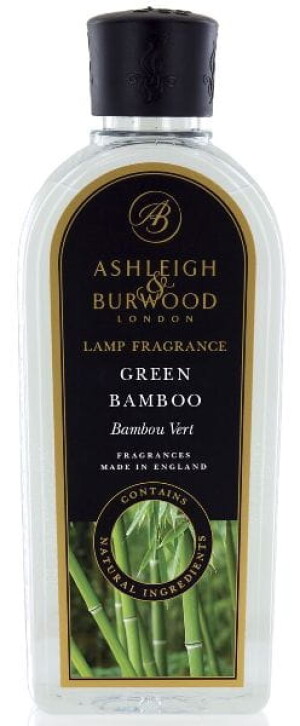 AB
ASHLEIGH
&
BURWOOD
LONDON
LAMP FRAGRANCE
GREEN
BAMBOO
Bambou Vert
FRAGRANCES
MADE IN ENGLAND
CONTAINS
NATURAL INGREDIENTS